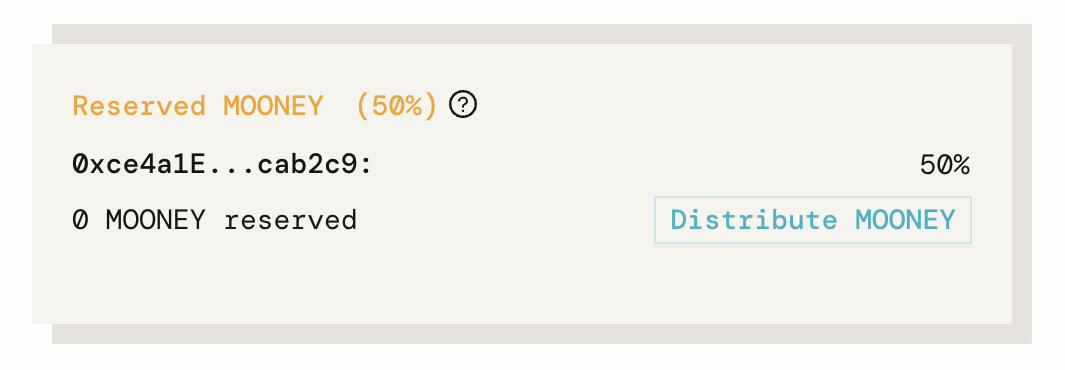 Reserved MOONEY (50%) ?
0xce4a1E...cab2c9: 50%
0 MOONEY reserved Distribute MOONEY